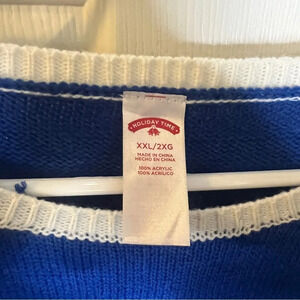 HOLIDAY TIME
XXL/2XG
MADE IN CHINA
HECHO EN CHINA
100% ACRYLIC
100% ACRÍLICO